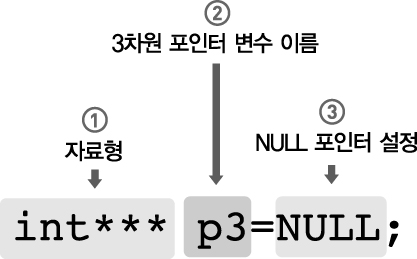 ②
3차원 포인터 변수 이름
① ③
자료형 NULL 포인터 설정
int*** p3=NULL;